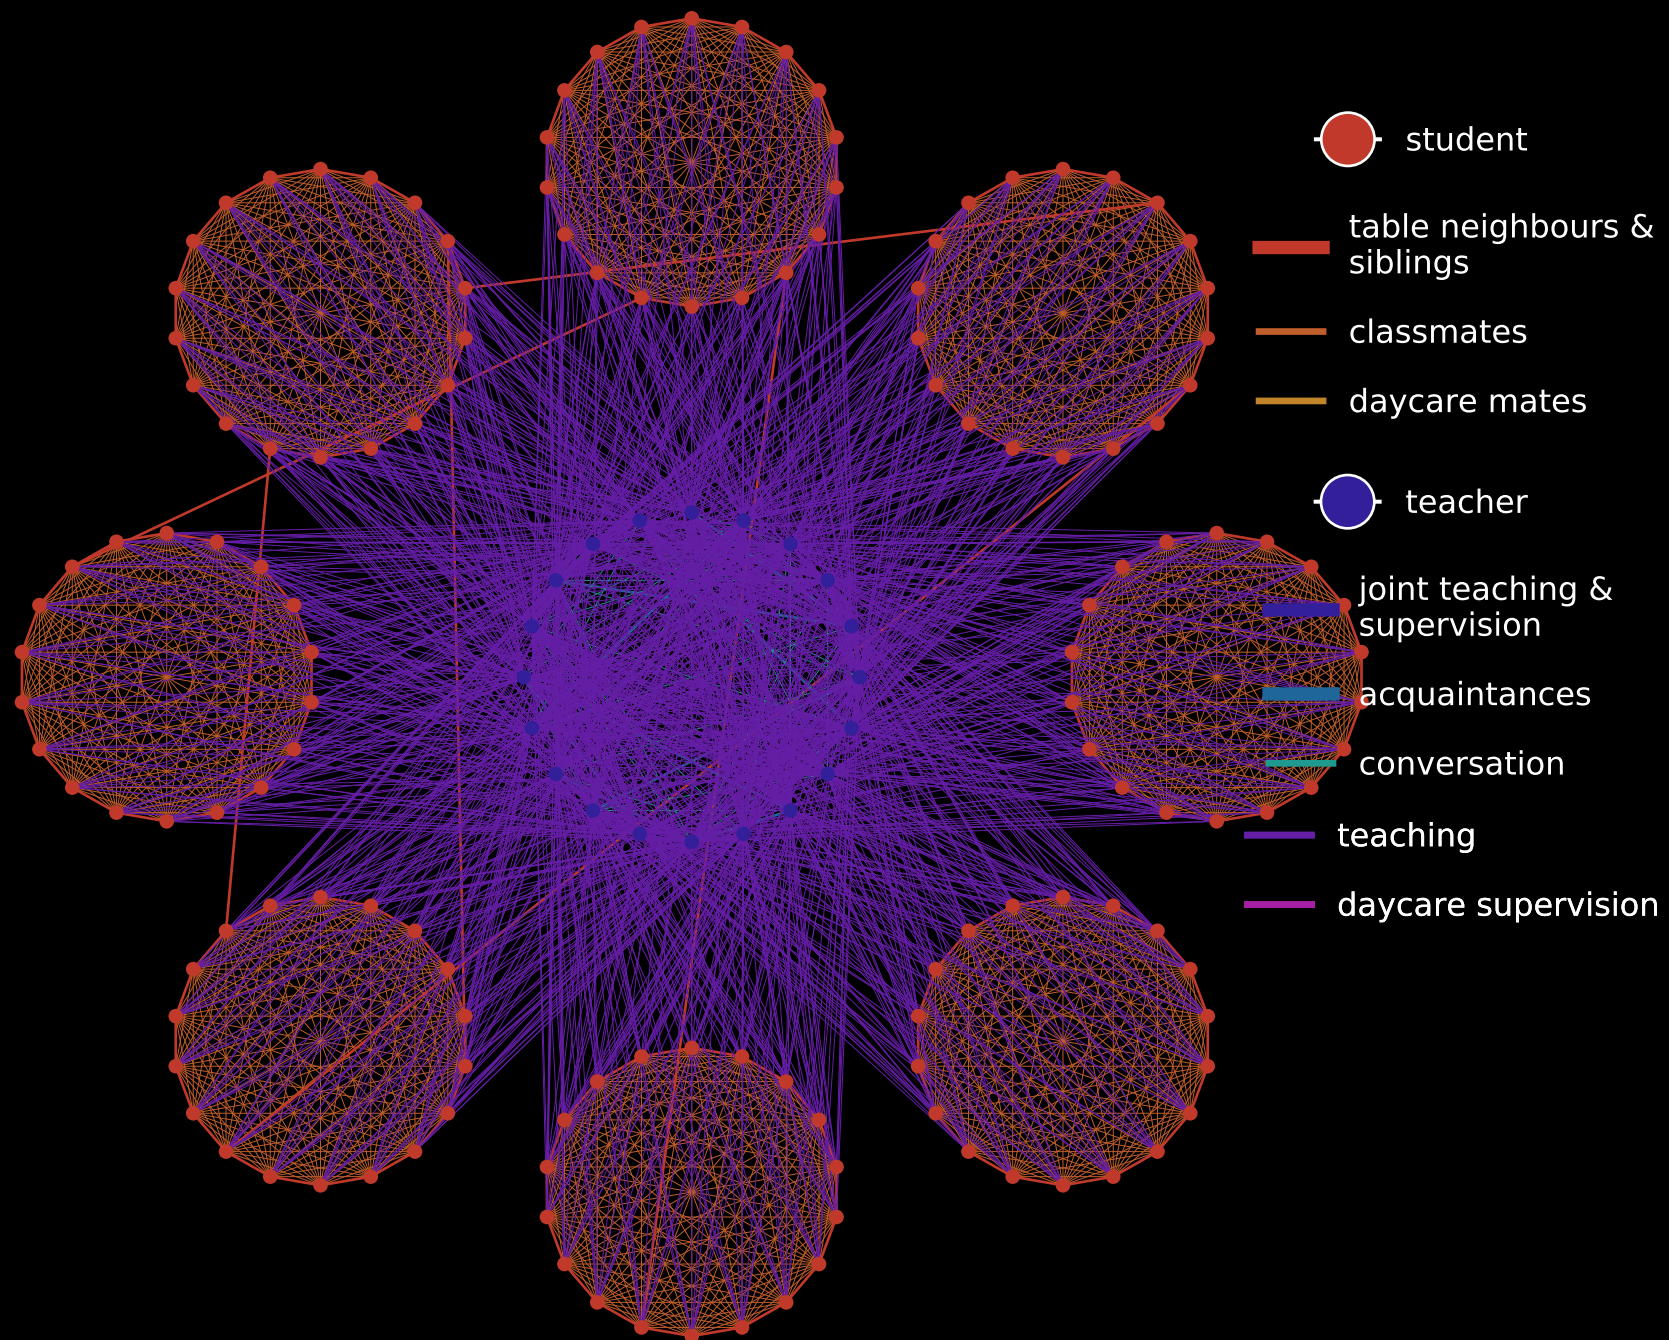 student
table neighbours &
siblings
classmates
daycare mates
teacher
joint teaching &
supervision
acquaintances
conversation
teaching
daycare supervision